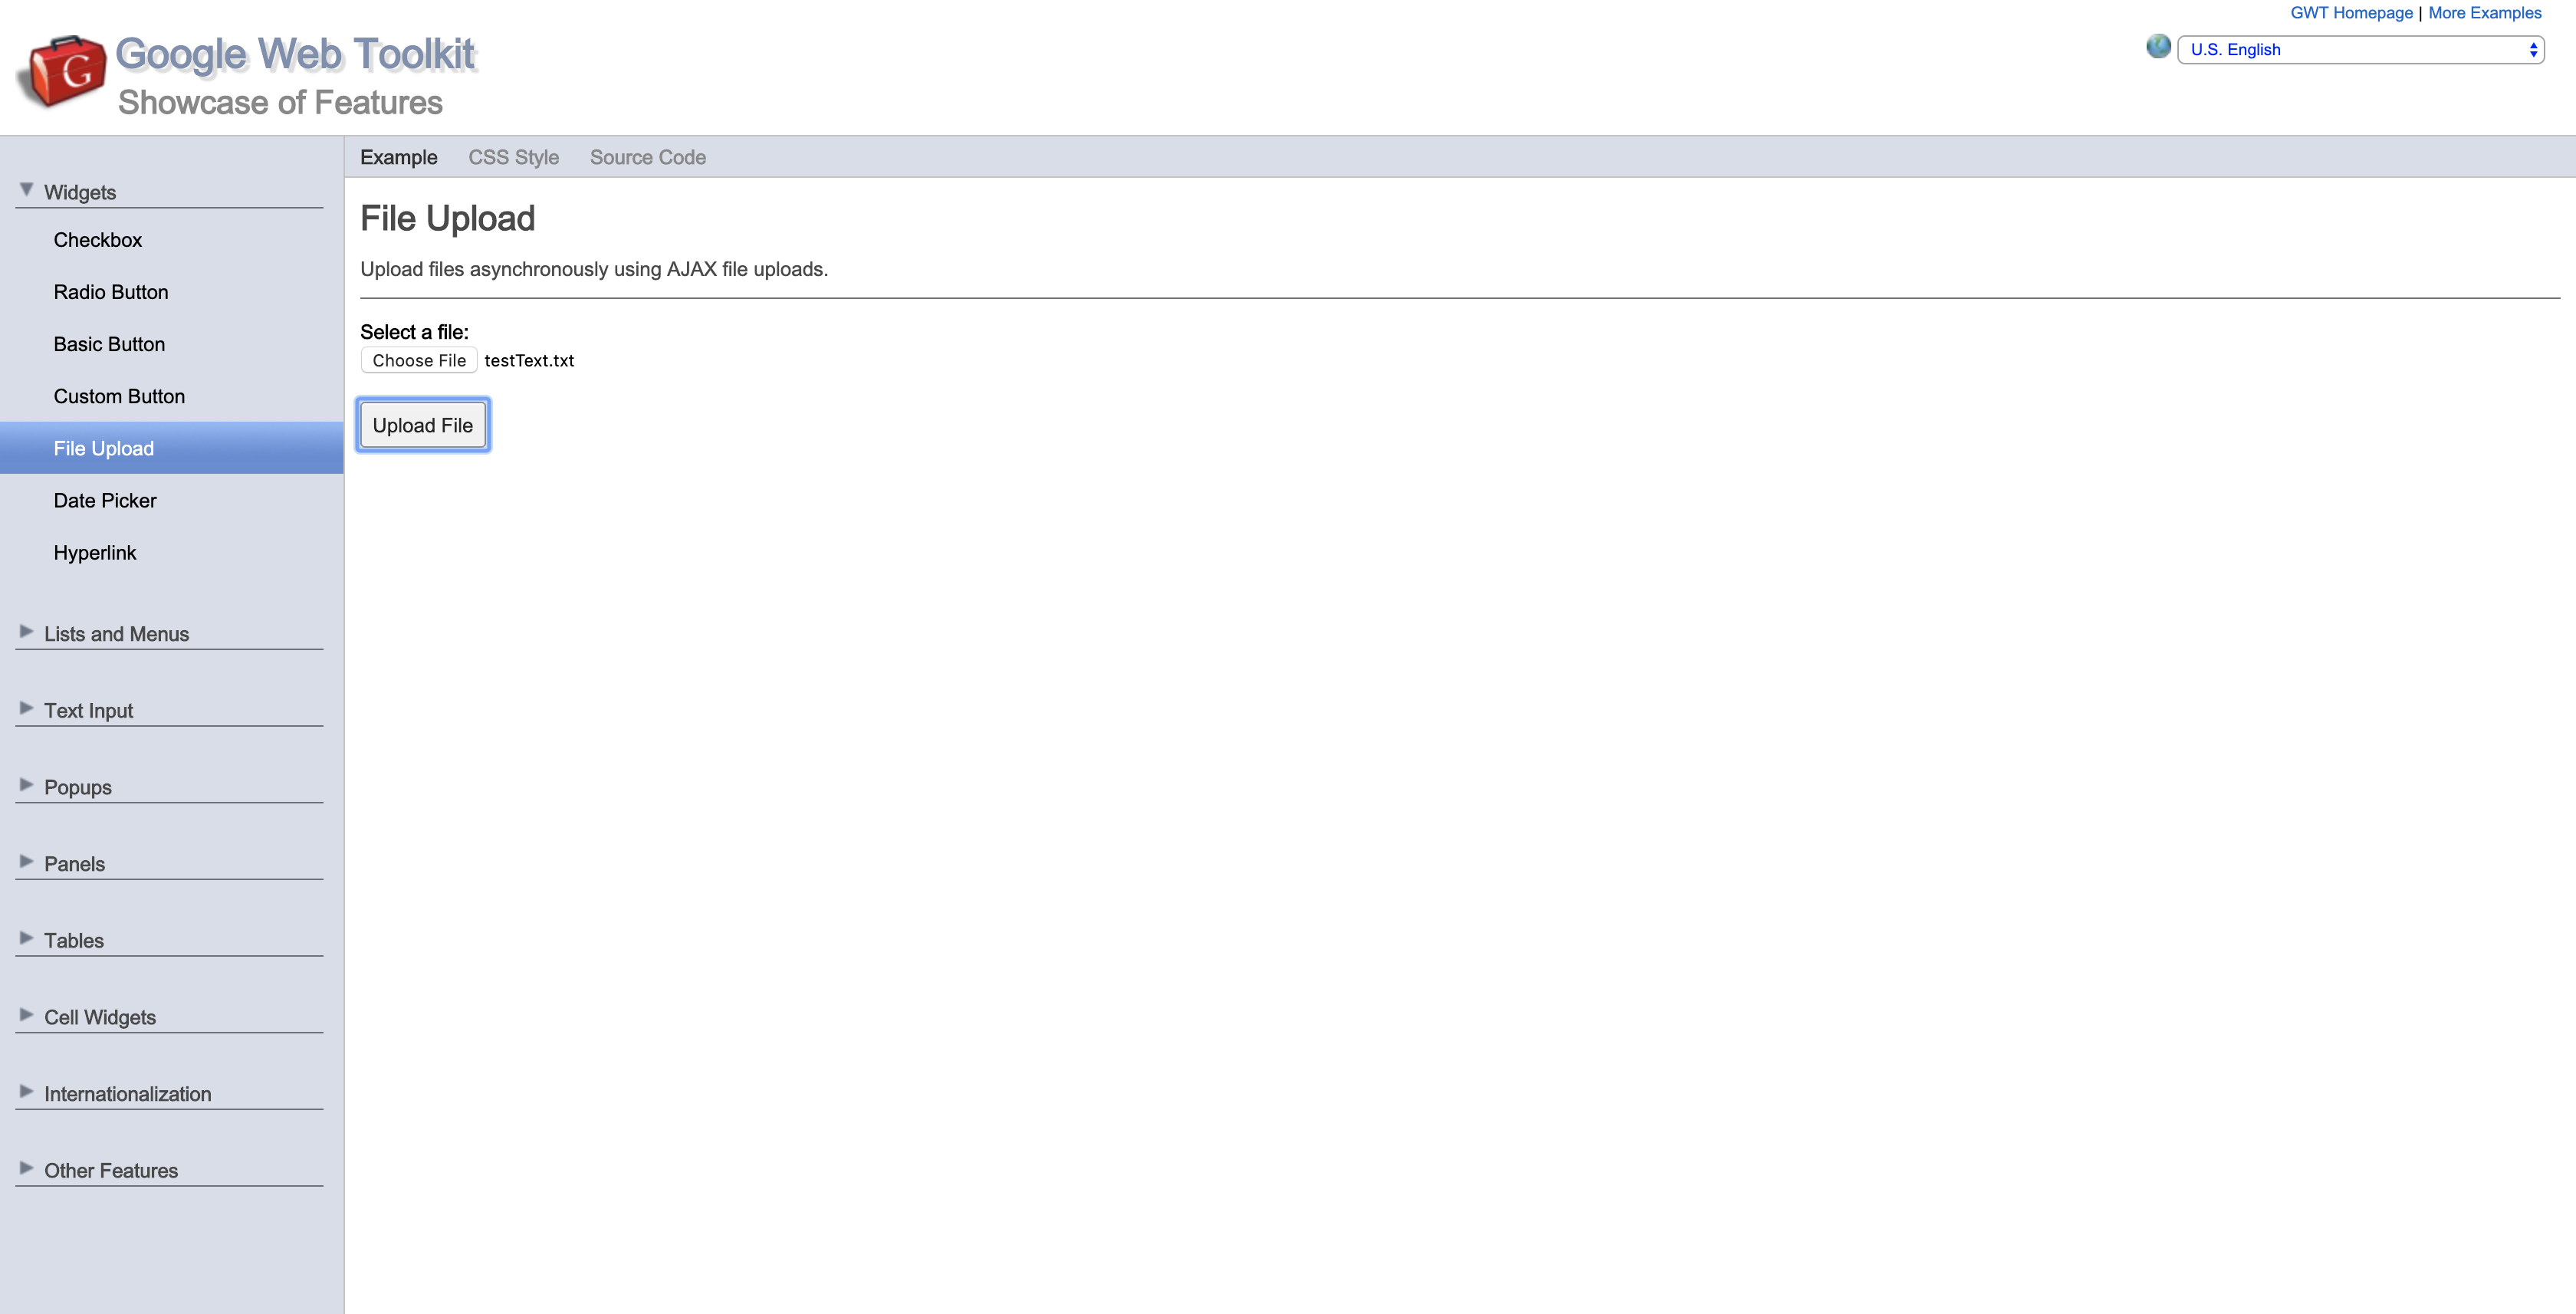 GWT Homepage | More Examples
Google Web Toolkit
Showcase of Features
U.S. English
Example CSS Style Source Code
Widgets
Checkbox
Radio Button
Basic Button
Custom Button
File Upload
Date Picker
Hyperlink
Lists and Menus
Text Input
Popups
Panels
Tables
Cell Widgets
Internationalization
Other Features
File Upload
Upload files asynchronously using AJAX file uploads.
Select a file:
Choose File testText.txt
Upload File